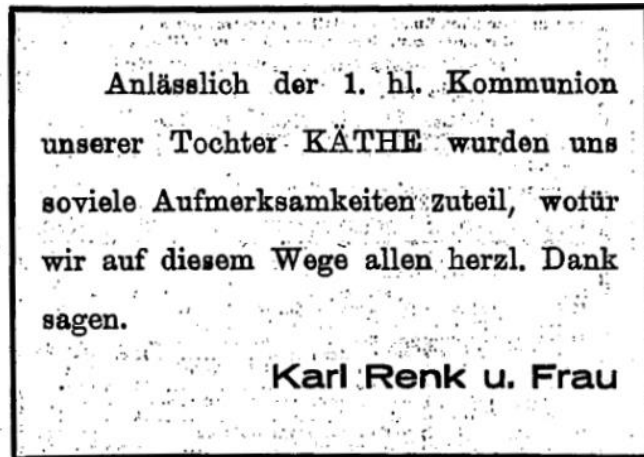 Anlässlich der 1. hl. Kommunion
unserer Tochter KÄTHE wurden uns
soviele Aufmerksamkeiten zuteil, wofür
wir auf diesem Wege allen herzl. Dank
sagen.
Karl Renk u. Frau